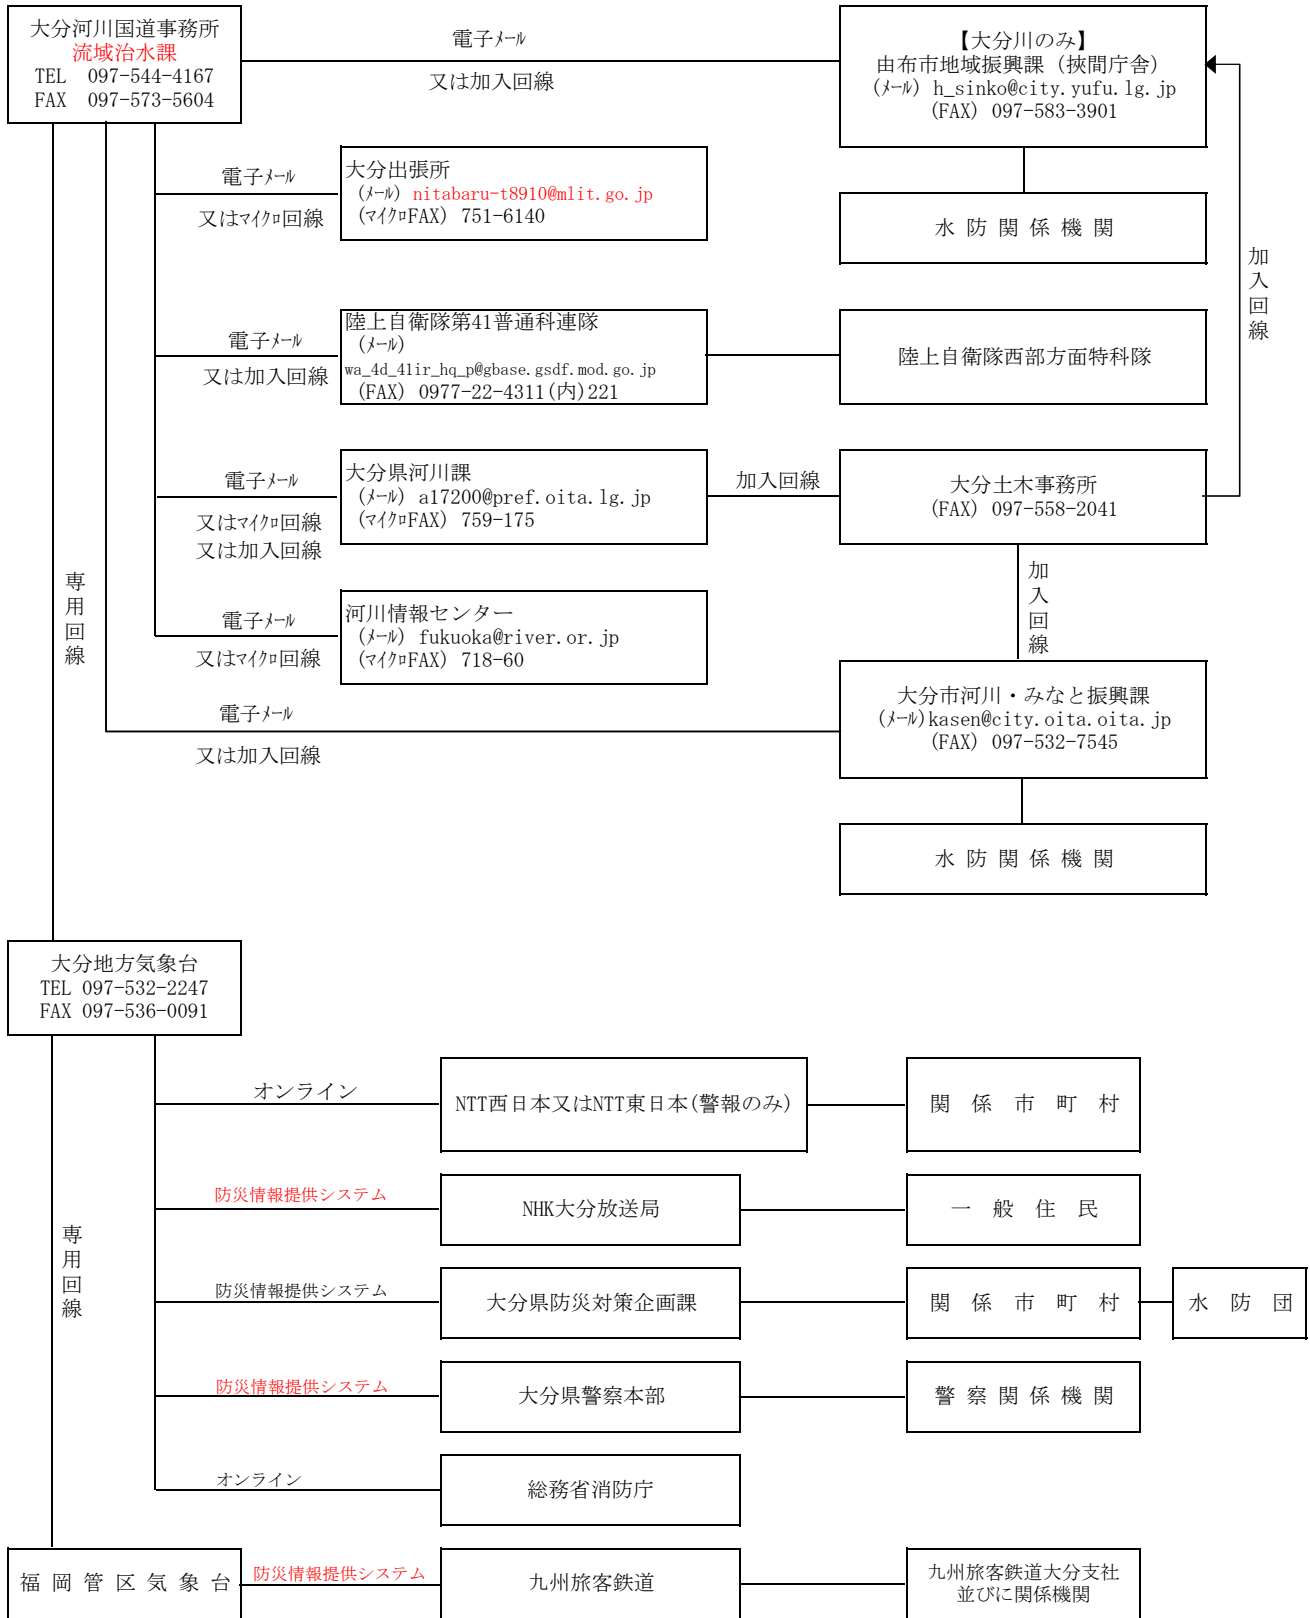 大分河川国道事務所
流域治水課
TEL 097-544-4167
FAX 097-573-5604
電子ﾒｰﾙ
又は加入回線
【大分川のみ】
由布市地域振興課（挾間庁舎）
(ﾒｰﾙ) h_sinko@city.yufu.lg.jp
(FAX) 097-583-3901
水防関係機関
加入回線
電子ﾒｰﾙ
又はﾏｲｸﾛ回線
大分出張所
(ﾒｰﾙ) nitabaru-t8910@mlit.go.jp
(ﾏｲｸﾛFAX) 751-6140
電子ﾒｰﾙ
又は加入回線
陸上自衛隊第41普通科連隊
(ﾒｰﾙ)
wa_4d_41ir_hq_p@gbase.gsdf.mod.go.jp
(FAX) 0977-22-4311(内)221
陸上自衛隊西部方面特科隊
電子ﾒｰﾙ
又はﾏｲｸﾛ回線
又は加入回線
大分県河川課
(ﾒｰﾙ) a17200@pref.oita.lg.jp
(ﾏｲｸﾛFAX) 759-175
加入回線
大分土木事務所
(FAX) 097-558-2041
加入回線
電子ﾒｰﾙ
又はﾏｲｸﾛ回線
河川情報センター
(ﾒｰﾙ) fukuoka@river.or.jp
(ﾏｲｸﾛFAX) 718-60
専用回線
電子ﾒｰﾙ
又は加入回線
大分市河川・みなと振興課
(ﾒｰﾙ)kasen@city.oita.oita.jp
(FAX) 097-532-7545
水防関係機関
大分地方気象台
TEL 097-532-2247
FAX 097-536-0091
オンライン
NTT西日本又はNTT東日本(警報のみ)
関係市町村
防災情報提供システム
NHK大分放送局
一般住民
専用回線
防災情報提供システム
大分県防災対策企画課
関係市町村
水防団
防災情報提供システム
大分県警察本部
警察関係機関
オンライン
総務省消防庁
福岡管区気象台
防災情報提供システム
九州旅客鉄道
九州旅客鉄道大分支社
並びに関係機関